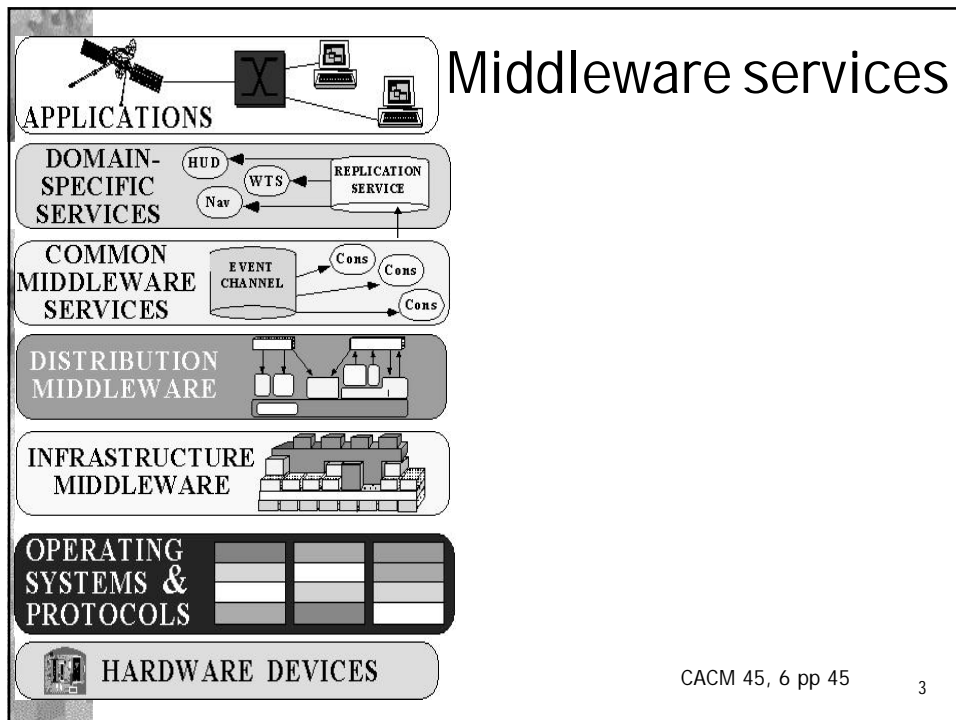 Middleware services
APPLICATIONS
DOMAIN-
SPECIFIC
SERVICES
HUD
WTS
Nav
REPLICATION
SERVICE
COMMON
MIDDLEWARE
SERVICES
EVENT
CHANNEL
Cons
Cons
Cons
DISTRIBUTION
MIDDLEWARE
INFRASTRUCTURE
MIDDLEWARE
OPERATING
SYSTEMS &
PROTOCOLS
HARDWARE DEVICES
CACM 45, 6 pp 45
3